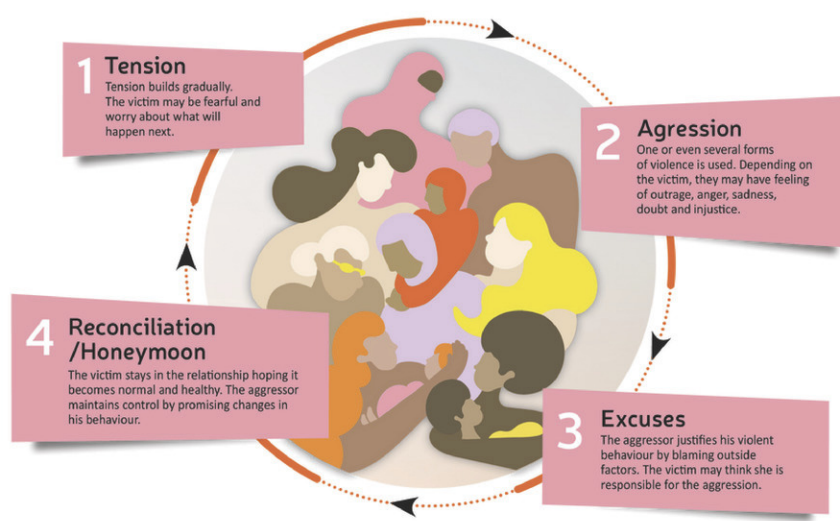 1 Tension
Tension builds gradually.
The victim may be fearful and
worry about what will
happen next.
2 Agression
One or even several forms
of violence is used. Depending on
the victim, they may have feeling
of outrage, anger, sadness,
doubt and injustice.
3 Excuses
The aggressor justifies his violent
behaviour by blaming outside
factors. The victim may think she is
responsible for the aggression.
4 Reconciliation
/Honeymoon
The victim stays in the relationship hoping it
becomes normal and healthy. The aggressor
maintains control by promising changes in
his behaviour.